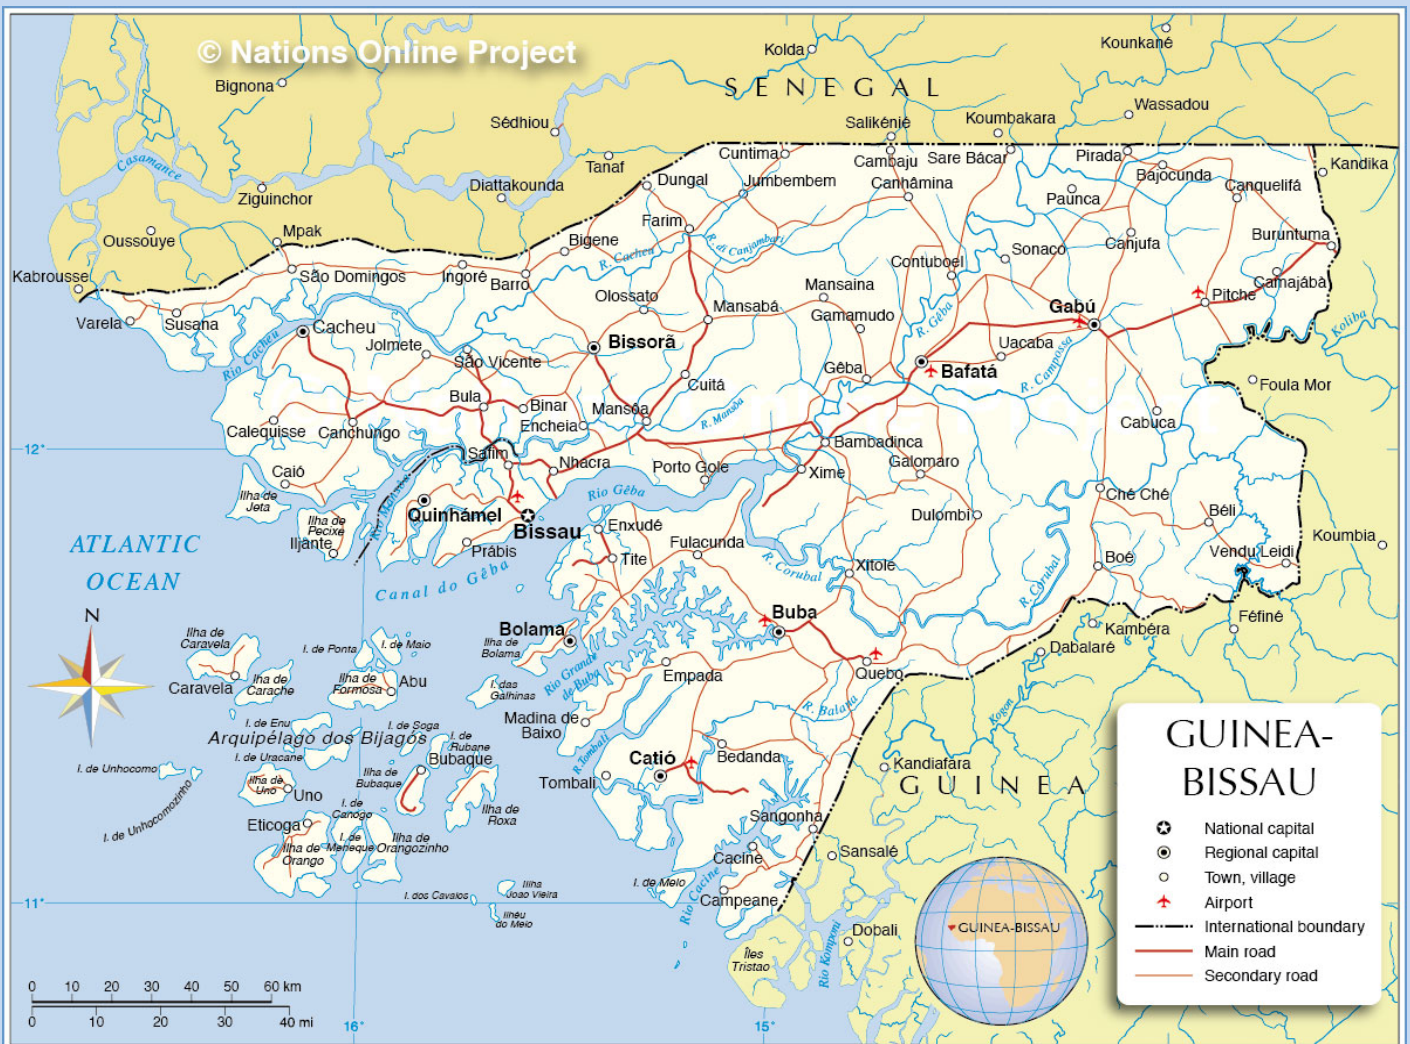 © Nations Online Project
Kolda
Kounkané
Bignona
SENEGAL
Sédhiou
Salikénié
Koumbakara
Wassadou
Casamance
Tanaf
Cuntima
Cambaju
Sare Bácar
Pirada
Kandika
Ziguinchor
Diattakounda
Dungal
Jumbembem
Canhâmina
Bajocunda
Canquelifá
Paunca
Oussouye
Mpak
Farim
Bigene
R. Cacheu
R. di Canjambari
Sonaco
Canjufa
Buruntuma
Kabrousse
São Domingos
Ingoré
Barro
Contuboel
Camajábá
Olossato
Mansabá
Mansaina
Gamamudo
R. Gêba
Gabú
Pitche
Koliba
Varela
Susana
Cacheu
Rio Cacheu
Jolmete
São Vicente
Bissorã
Uacaba
R. Campossa
Gêba
Bafatá
Foula Mor
Cuitá
Bula
Binar
Mansôa
R. Mansôa
Encheia
Cabuca
Calequisse
Canchungo
12°
Safim
Nhacra
Porto Gole
Bambadinca
Xime
Galomaro
Caió
Ilha de
Jeta
Rio Mansôa
Quinhámel
Rio Gêba
Ché Ché
Ilha de
Pecixe
Iljante
Bissau
Enxudé
Dulombi
Béli
Koumbia
ATLANTIC
OCEAN
Prábis
Tite
Fulacunda
R. Corubal
Xitole
R. Corubal
Boé
Vendu Leidi
Canal do Gêba
N
Buba
Féfiné
Kambéra
Ilha de
Caravela
I. de Ponta
I. de Maio
Bolama
Ilha de
Bolama
Dabalaré
Caravela
Ilha de
Carache
Ilha de
Formosa
Abu
I. das
Galhinas
Rio Grande
de Buba
Empada
Quebo
R. Balana
Kogon
I. de Enu
I. de Soga
Madina de
Baixo
Arquipélago dos Bijagós
I. de
Rubane
I. de Uracane
Bubaque
R. Tombali
Catió
Bedanda
Kandiafara
I. de Unhocomo
Ilha de
Uno
Uno
Ilha de
Bubaque
Tombali
GUINEA
I. de Unhocomozinho
I. de
Canogo
Ilha de
Roxa
Eticoga
Ilha de
Orango
I. de
Meneque
Ilha de
Orangozinho
Sangonha
Cacine
Sansalé
I. dos Cavalos
Ilha
Joao Vieira
I. de Melo
Rio Cacine
Campeane
11°
Ilhéu
do Meio
Dobali
Îles
Tristao
Rio Komponi
GUINEA-BISSAU
GUINEA-
BISSAU
National capital
Regional capital
Town, village
Airport
International boundary
Main road
Secondary road
0 10 20 30 40 50 60 km
0 10 20 30 40 mi
16°
15°